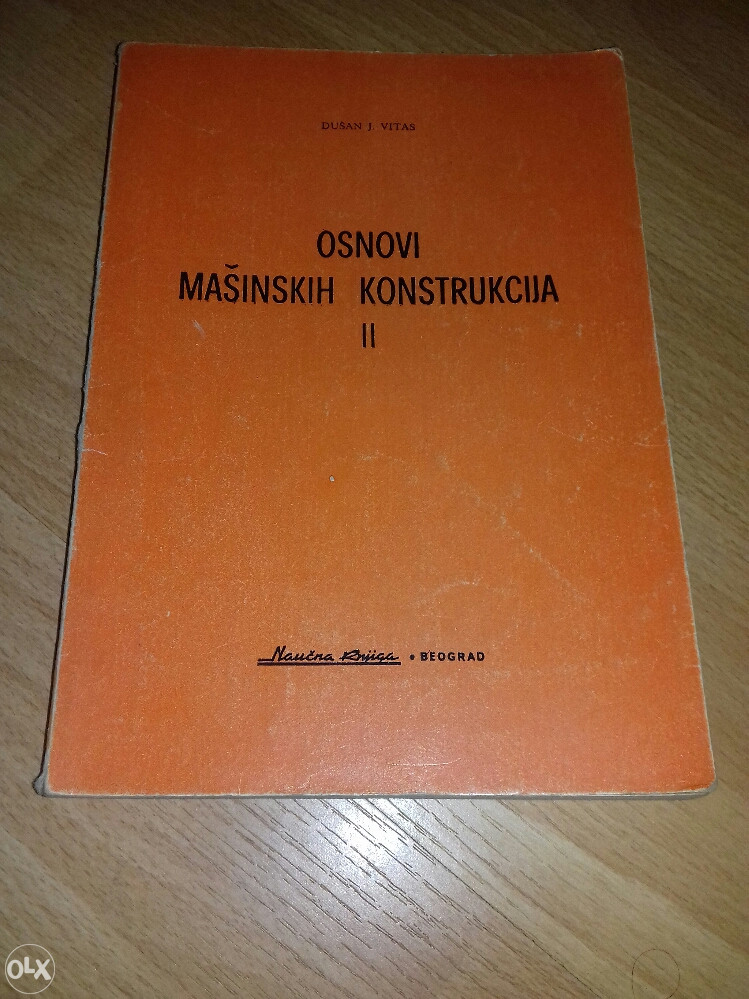 DUŠAN J. VITAS
OSNOVI
MAŠINSKIH KONSTRUKCIJA
II
Naučna Knjiga • BEOGRAD
OLX